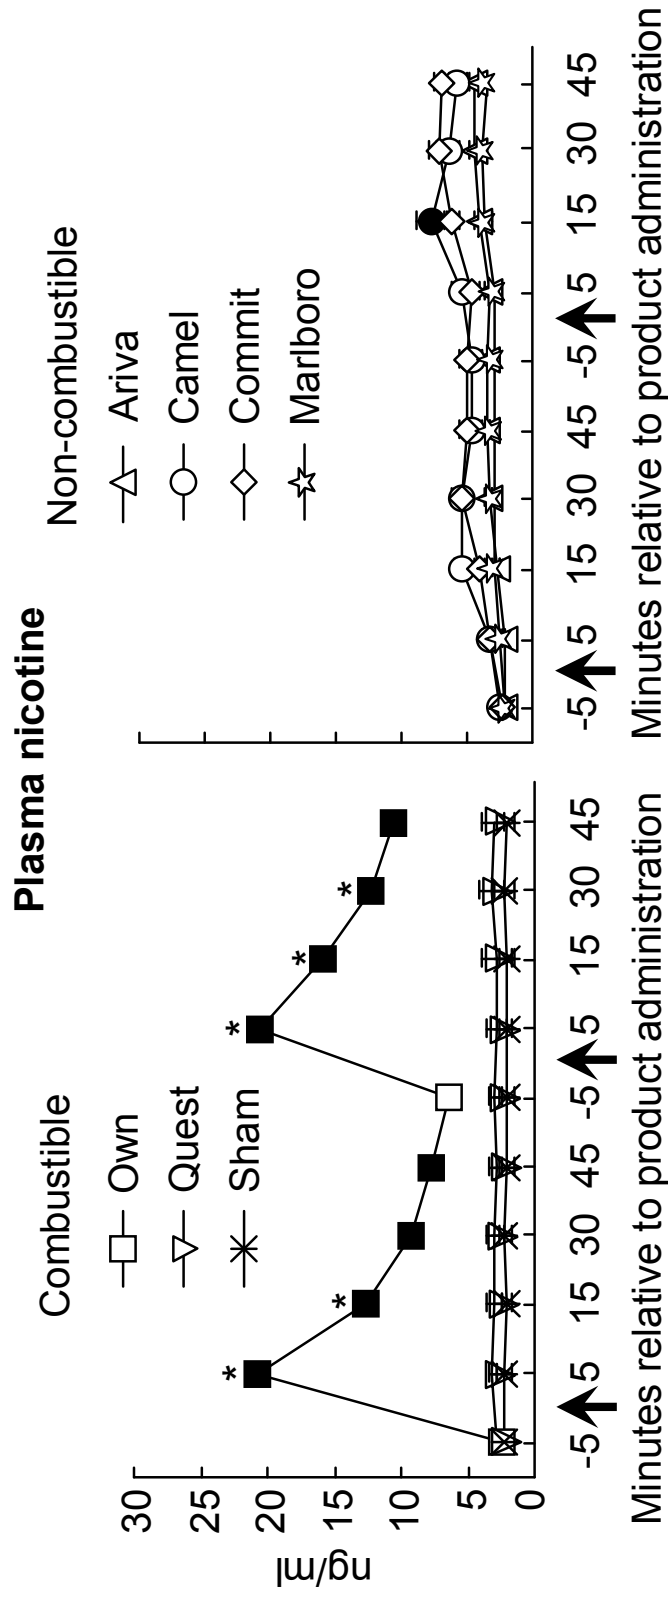 Plasma nicotine
Combustible
Own
Quest
Sham
Non-combustible
Ariva
Camel
Commit
Marlboro
ng/ml
30
25
20
15
10
5
0
* * * * *
-5 5 15 30 45 -5 5 15 30 45
Minutes relative to product administration
-5 5 15 30 45 -5 5 15 30 45
Minutes relative to product administration